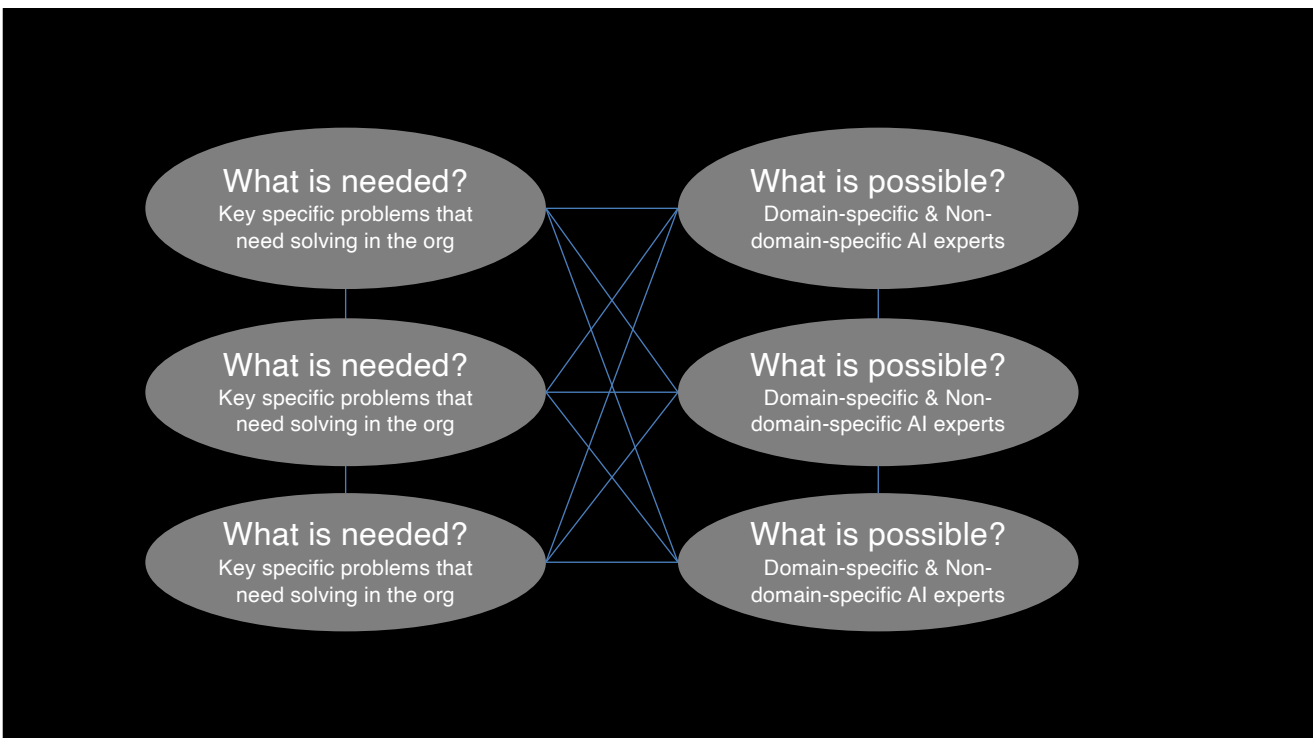 What is needed?
Key specific problems that
need solving in the org
What is possible?
Domain-specific & Non-
domain-specific AI experts
What is needed?
Key specific problems that
need solving in the org
What is possible?
Domain-specific & Non-
domain-specific AI experts
What is needed?
Key specific problems that
need solving in the org
What is possible?
Domain-specific & Non-
domain-specific AI experts